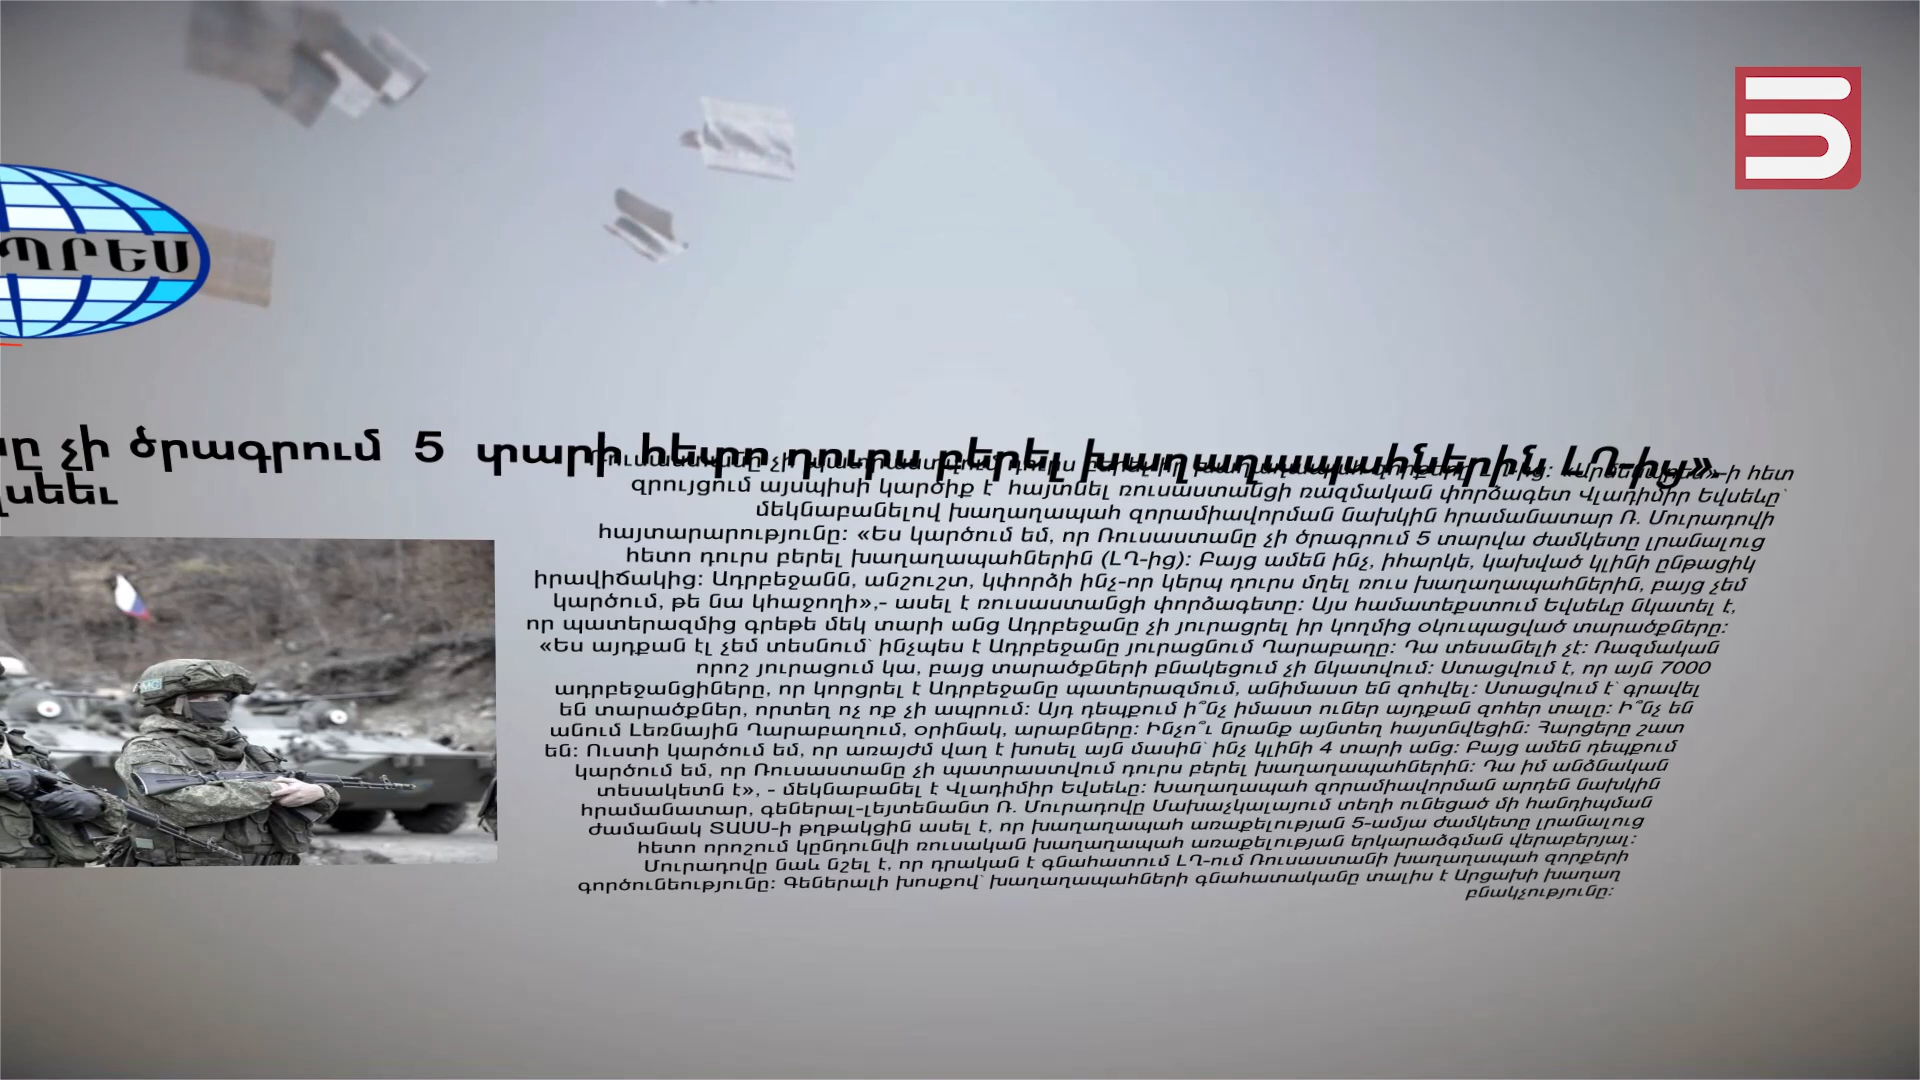 ՊՐԵՍ
ը չի ծրագրում 5 տարի հետո դուրս բերել խաղաղապահներին ԼՂ-ից».
սեեւ
զրույցում այսպիսի կարծիք է՝ հայտնել ռուսաստանցի ռազմական փորձագետ Վլադիմիր Եվսեևը՝
մեկնաբանելով խաղաղապահ զորամիավորման նախկին հրամանատար Ռ. Մուրադովի
հայտարարությունը: «Ես կարծում եմ, որ Ռուսաստանը չի ծրագրում 5 տարվա ժամկետը լրանալուց
հետո դուրս բերել խաղաղապահներին (ԼՂ-ից): Բայց ամեն ինչ, իհարկե, կախված կլինի ընթացիկ
իրավիճակից: Ադրբեջանն, անշուշտ, կփորձի ինչ-որ կերպ դուրս մղել ռուս խաղաղապահներին, բայց չեմ
կարծում, թե նա կհաջողի»,- ասել է ռուսաստանցի փորձագետը: Այս համատեքստում Եվսեևը նկատել է,
որ պատերազմից գրեթե մեկ տարի անց Ադրբեջանը չի յուրացրել իր կողմից օկուպացված տարածքները:
«Ես այդքան էլ չեմ տեսնում՝ ինչպես է Ադրբեջանը յուրացնում Ղարաբաղը: Դա տեսանելի չէ: Ռազմական
որոշ յուրացում կա, բայց տարածքների բնակեցում չի նկատվում: Ստացվում է, որ այն 7000
ադրբեջանցիները, որ կորցրել է Ադրբեջանը պատերազմում, անիմաստ են զոհվել: Ստացվում է՝ գրավել
են տարածքներ, որտեղ ոչ ոք չի ապրում: Այդ դեպքում ի՞նչ իմաստ ուներ այդքան զոհեր տալը: Ի՞նչ են
անում Լեռնային Ղարաբաղում, օրինակ, արաբները: Ինչո՞ւ նրանք այնտեղ հայտնվեցին: Հարցերը շատ
են: Ուստի կարծում եմ, որ առայժմ վաղ է խոսել այն մասին՝ ինչ կլինի 4 տարի անց: Բայց ամեն դեպքում
կարծում եմ, որ Ռուսաստանը չի պատրաստվում դուրս բերել խաղաղապահներին: Դա իմ անձնական
տեսակետն է», - մեկնաբանել է Վլադիմիր Եվսեևը: Խաղաղապահ զորամիավորման արդեն նախկին
հրամանատար, գեներալ-լեյտենանտ Ռ. Մուրադովը Մախաչկալայում տեղի ունեցած մի հանդիպման
ժամանակ ՏԱՍՍ-ի թղթակցին ասել է, որ խաղաղապահ առաքելության 5-ամյա ժամկետը լրանալուց
հետո որոշում կընդունվի ռուսական խաղաղապահ առաքելության երկարաձգման վերաբերյալ:
Մուրադովը նաև նշել է, որ դրական է գնահատում ԼՂ-ում Ռուսաստանի խաղաղապահ զորքերի
գործունեությունը: Գեներալի խոսքով՝ խաղաղապահների գնահատականը տալիս է Արցախի խաղաղ
բնակչությունը: